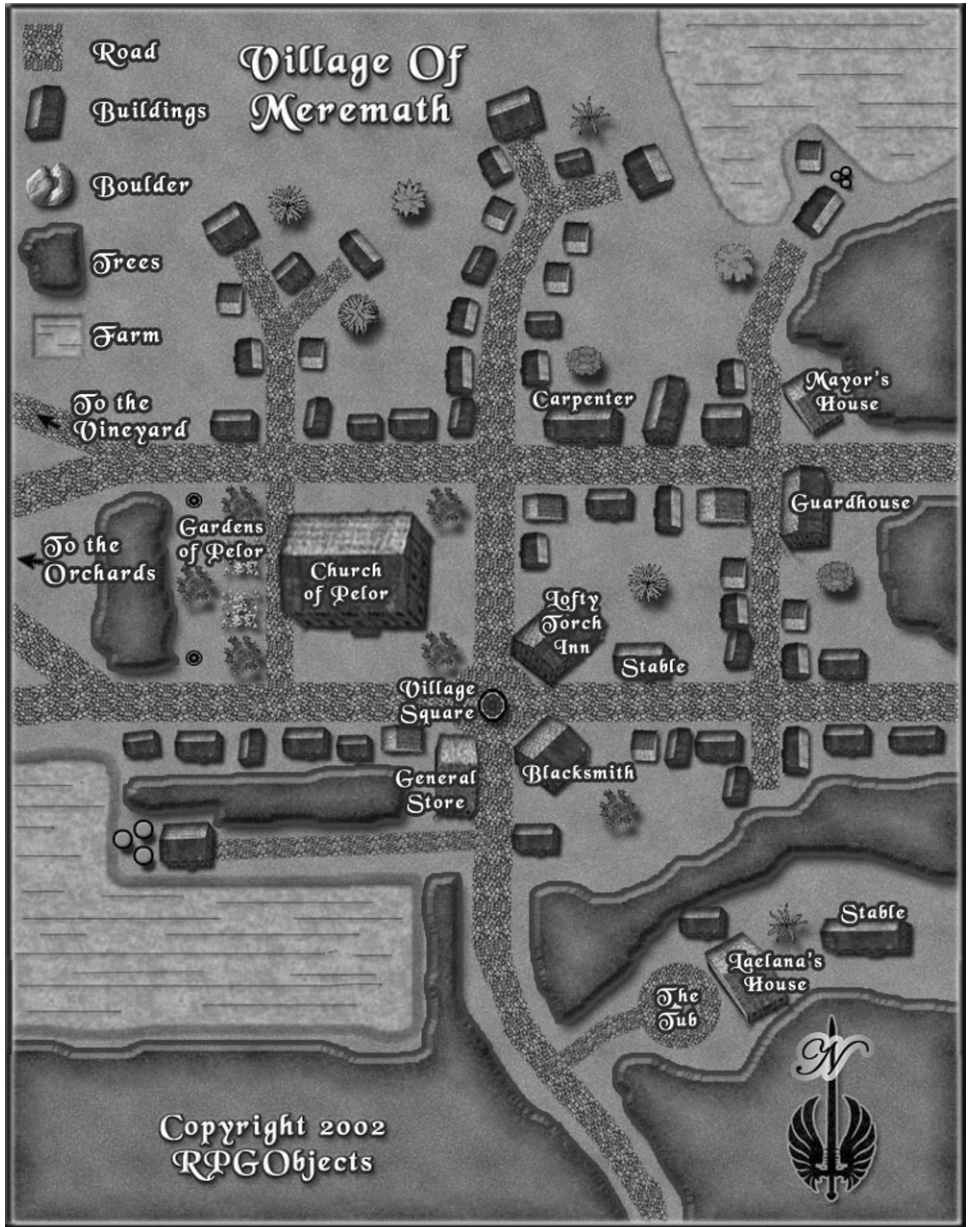 Village Of
Meremath
Road
Buildings
Boulder
Trees
Farm
To the
Vineyard
Carpenter
Mayor's
House
Guardhouse
Gardens
of Pelor
To the
Orchards
Church
of Pelor
Lofty
Torch
Inn
Stable
Village
Square
General
Store
Blacksmith
Stable
Laelana's
House
The
Tub
N
Copyright 2002
RPGObjects